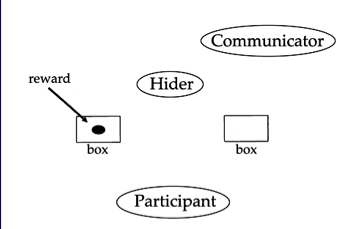 Communicator
reward
Hider
box
box
Participant